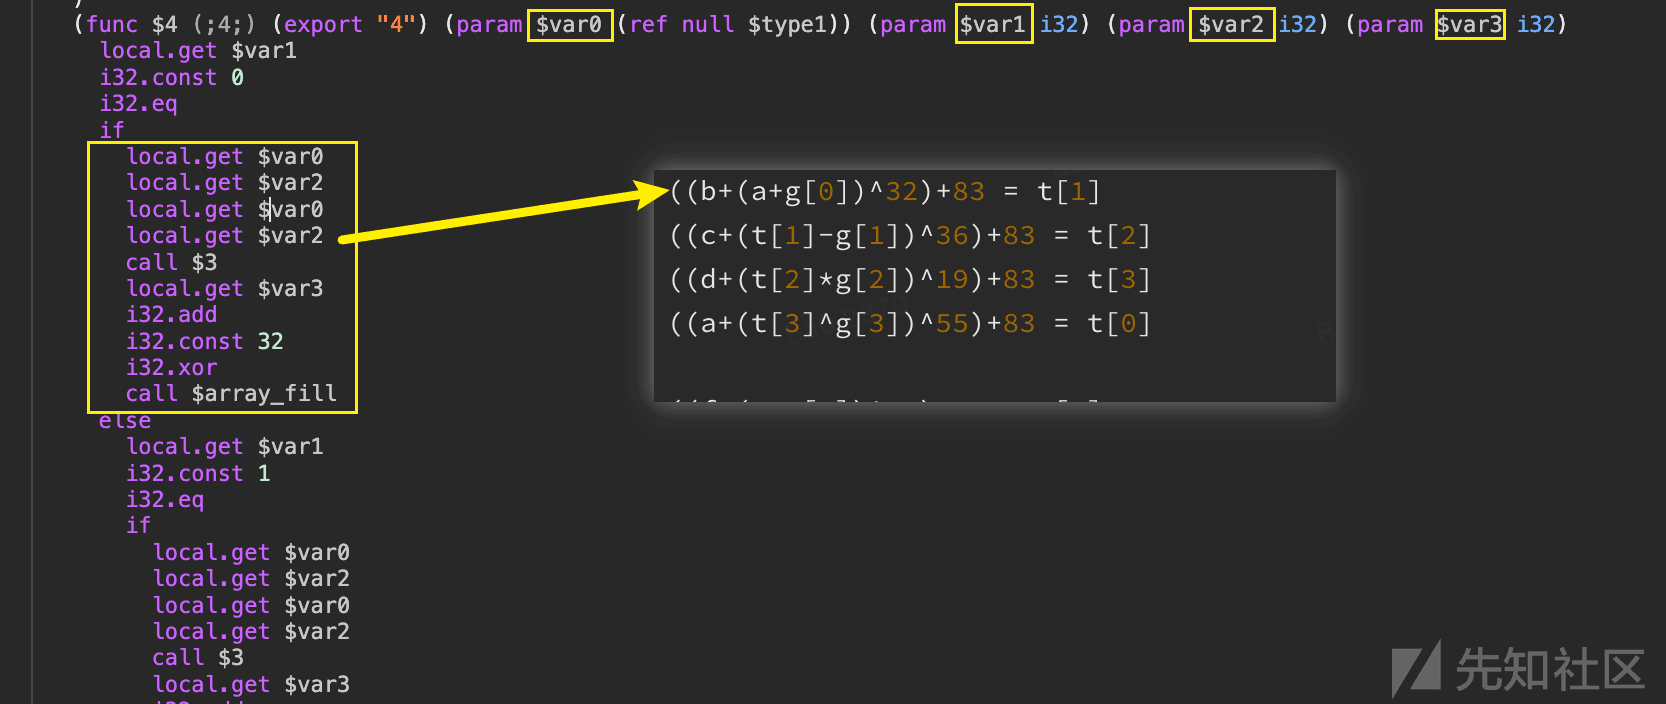 )
(func $4 (;4;) (export "4") (param $var0 (ref null $type1)) (param $var1 i32) (param $var2 i32) (param $var3 i32)
local.get $var1
i32.const 0
i32.eq
if
local.get $var0
local.get $var2
local.get $var0
local.get $var2
call $3
local.get $var3
i32.add
i32.const 32
i32.xor
call $array_fill
else
local.get $var1
i32.const 1
i32.eq
if
local.get $var0
local.get $var2
local.get $var0
local.get $var2
call $3
local.get $var3
((b+(a+g[0])^32)+83 = t[1]
((c+(t[1]-g[1])^36)+83 = t[2]
((d+(t[2]*g[2])^19)+83 = t[3]
((a+(t[3]^g[3])^55)+83 = t[0]
先知社区